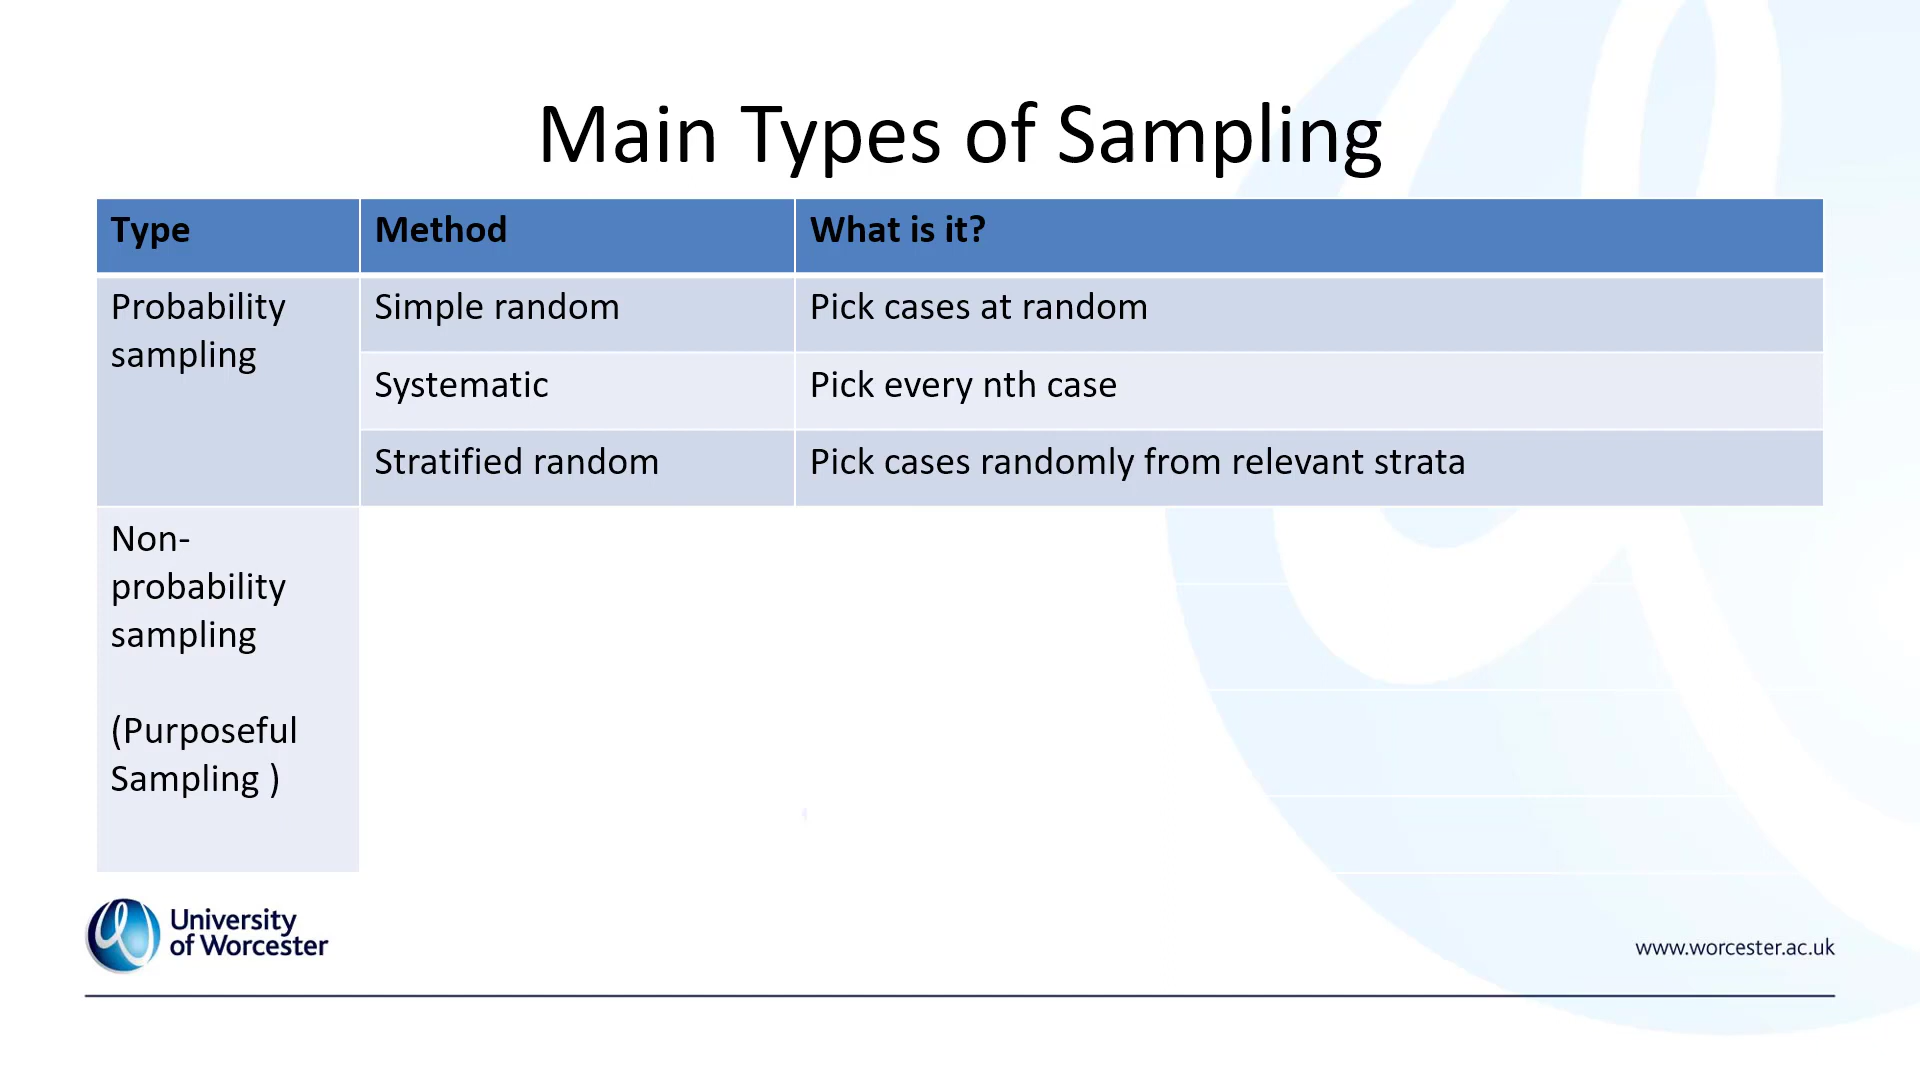 Main Types of Sampling
Type Method What is it?
Probability
sampling
Simple random Pick cases at random
Systematic Pick every nth case
Stratified random Pick cases randomly from relevant strata
Non-
probability
sampling
(Purposeful
Sampling )
University
of Worcester
www.worcester.ac.uk